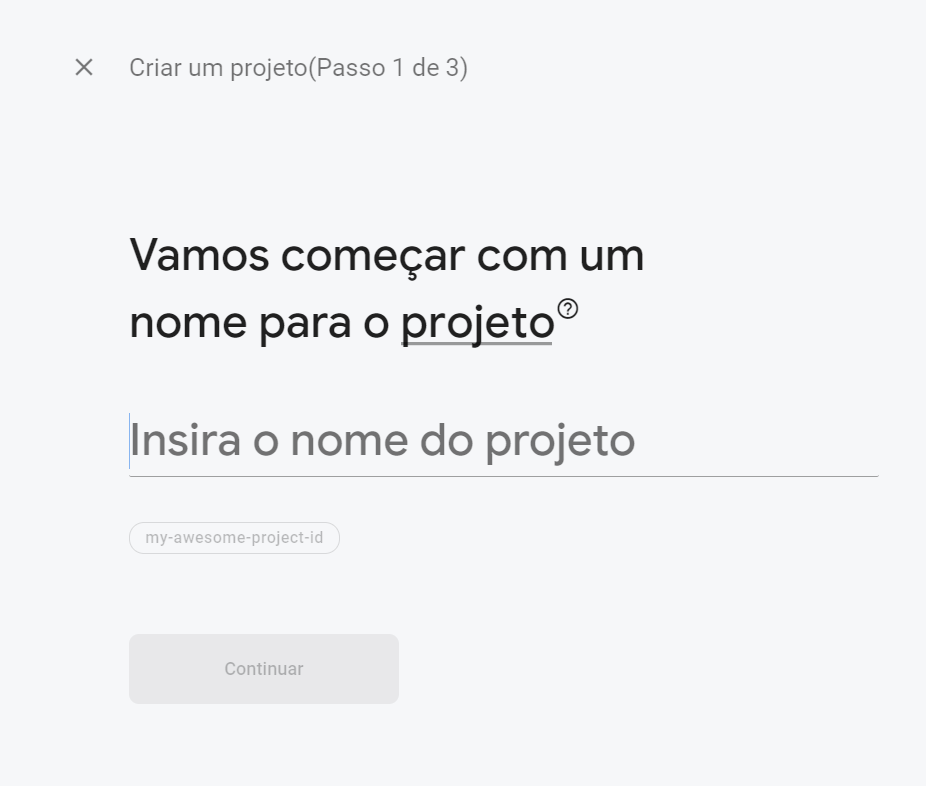 Criar um projeto(Passo 1 de 3)
Vamos começar com um
nome para o projeto
Insira o nome do projeto
my-awesome-project-id
Continuar